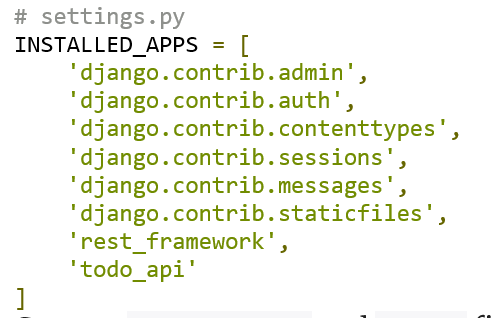 # settings.py
INSTALLED_APPS = [
    'django.contrib.admin',
    'django.contrib.auth',
    'django.contrib.contenttypes',
    'django.contrib.sessions',
    'django.contrib.messages',
    'django.contrib.staticfiles',
    'rest_framework',
    'todo_api'
]